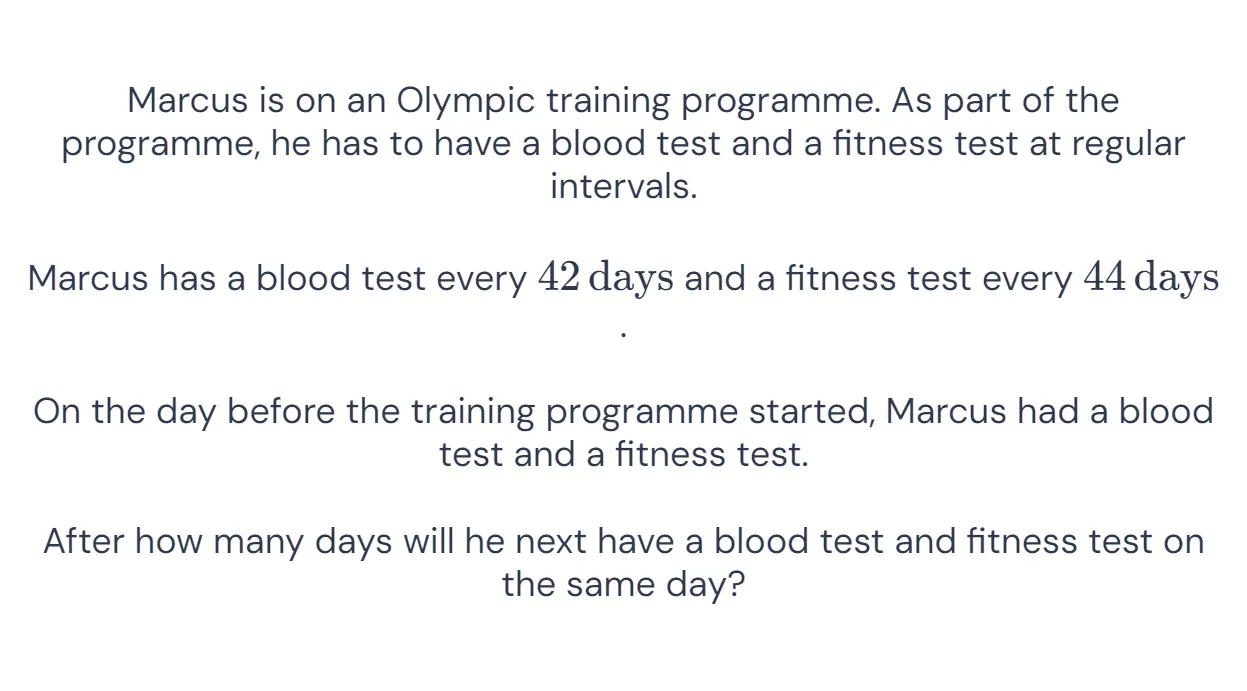 Marcus is on an Olympic training programme. As part of the
programme, he has to have a blood test and a fitness test at regular
intervals.
Marcus has a blood test every 42 days and a fitness test every 44 days
.
On the day before the training programme started, Marcus had a blood
test and a fitness test.
After how many days will he next have a blood test and fitness test on
the same day?